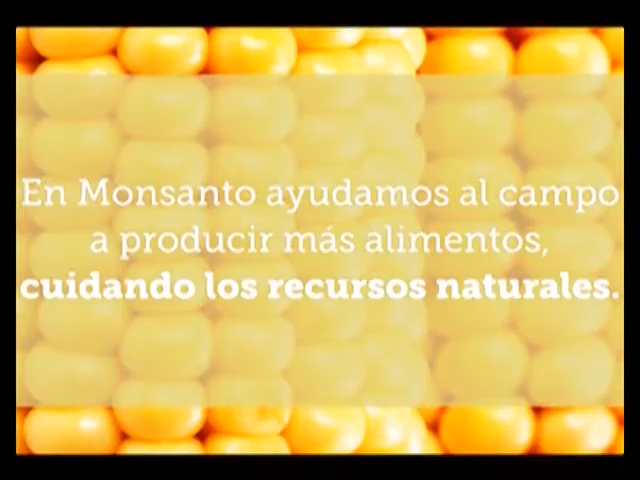 En Monsanto ayudamos al campo
a producir más alimentos,
cuidando los recursos naturales.